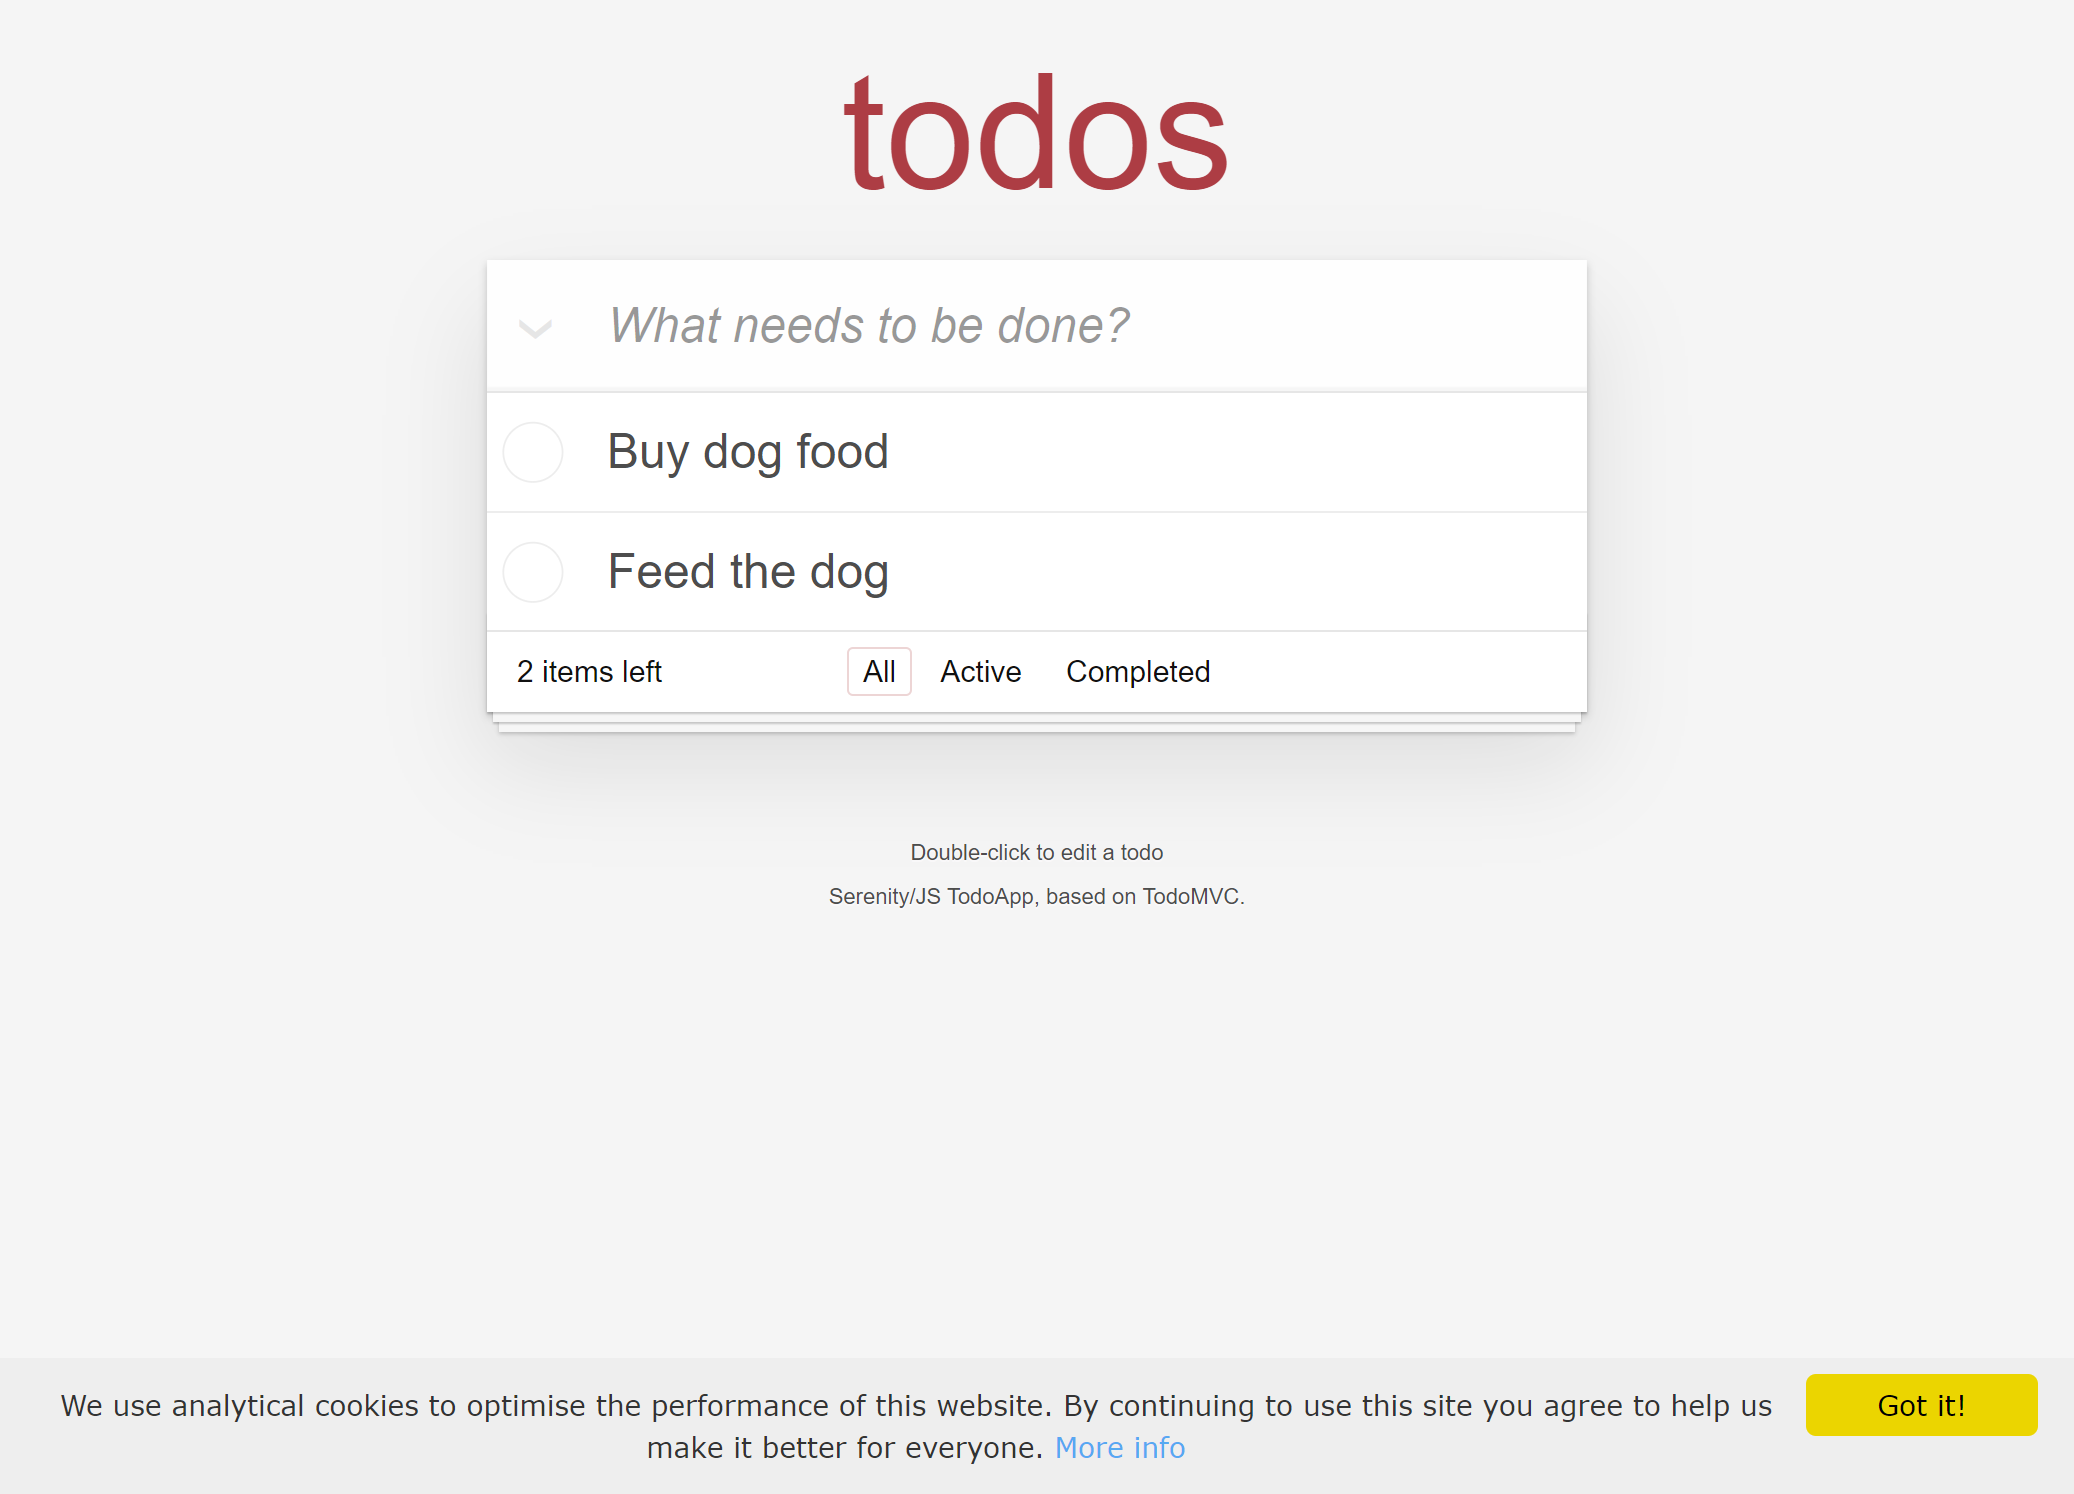 todos
What needs to be done?
Buy dog food
Feed the dog
2 items left All Active Completed
Double-click to edit a todo
Serenity/JS TodoApp, based on TodoMVC.
We use analytical cookies to optimise the performance of this website. By continuing to use this site you agree to help us
make it better for everyone. More info
Got it!